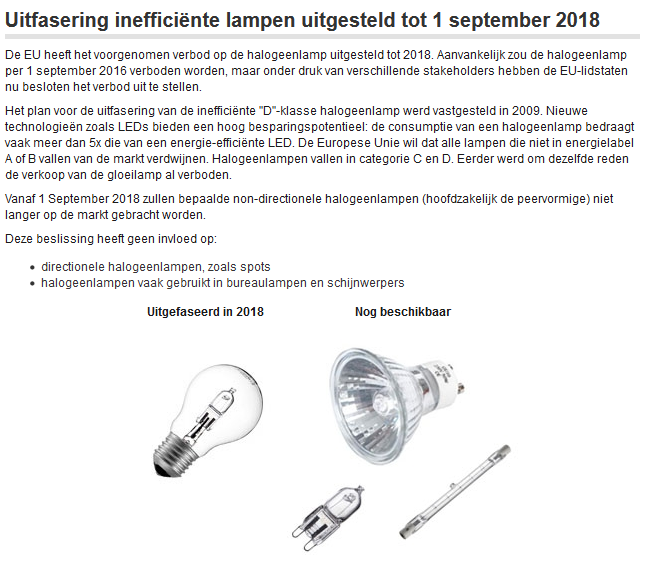 Uitfasering inefficiënte lampen uitgesteld tot 1 september 2018
De EU heeft het voorgenomen verbod op de halogeenlamp uitgesteld tot 2018. Aanvankelijk zou de halogeenlamp
per 1 september 2016 verboden worden, maar onder druk van verschillende stakeholders hebben de EU-lidstaten
nu besloten het verbod uit te stellen.
Het plan voor de uitfasering van de inefficiënte "D"-klasse halogeenlamp werd vastgesteld in 2009. Nieuwe
technologieën zoals LEDs bieden een hoog besparingspotentieel: de consumptie van een halogeenlamp bedraagt
vaak meer dan 5x die van een energie-efficiënte LED. De Europese Unie wil dat alle lampen die niet in energielabel
A of B vallen van de markt verdwijnen. Halogeenlampen vallen in categorie C en D. Eerder werd om dezelfde reden
de verkoop van de gloeilamp al verboden.
Vanaf 1 September 2018 zullen bepaalde non-directionele halogeenlampen (hoofdzakelijk de peervormige) niet
langer op de markt gebracht worden.
Deze beslissing heeft geen invloed op:
• directionele halogeenlampen, zoals spots
• halogeenlampen vaak gebruikt in bureaulampen en schijnwerpers
Uitgefaseerd in 2018 Nog beschikbaar